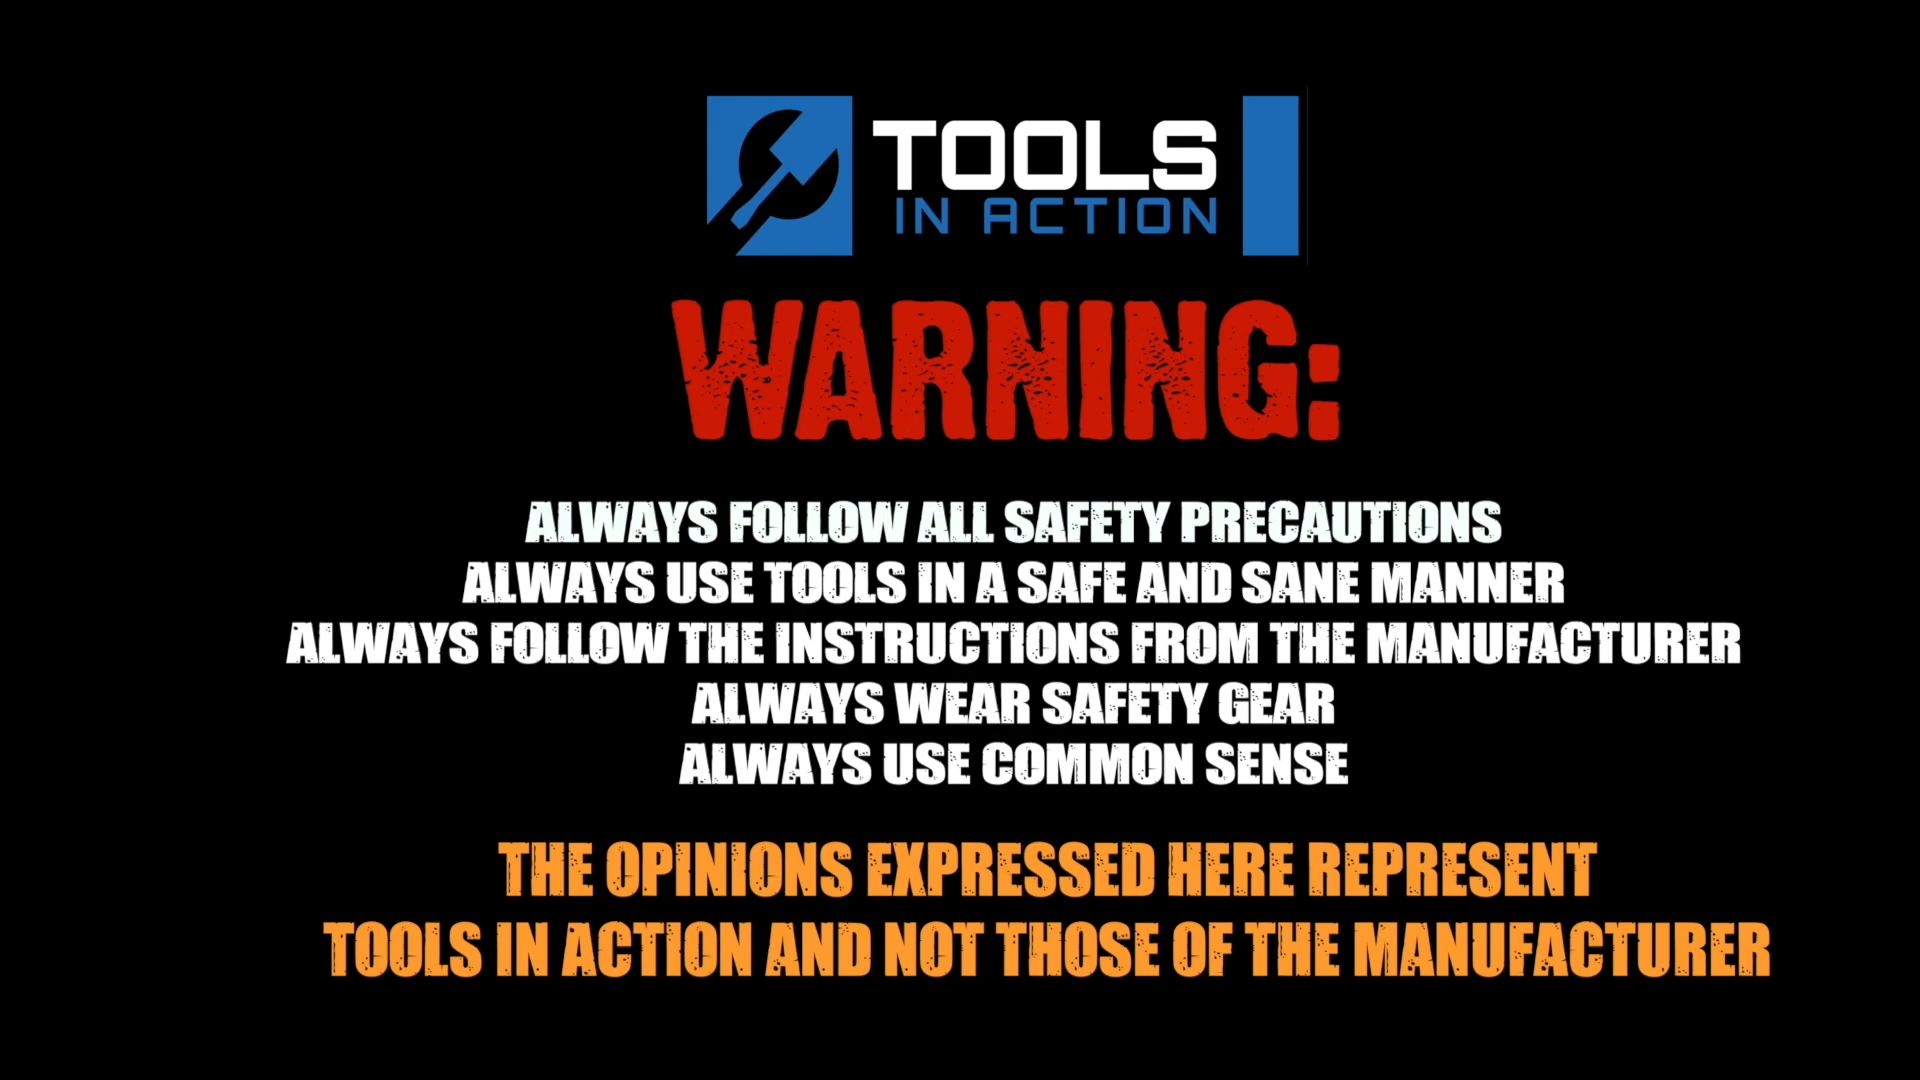 TOOLS
IN ACTION
WARNING:
ALWAYS FOLLOW ALL SAFETY PRECAUTIONS
ALWAYS USE TOOLS IN A SAFE AND SANE MANNER
ALWAYS FOLLOW THE INSTRUCTIONS FROM THE MANUFACTURER
ALWAYS WEAR SAFETY GEAR
ALWAYS USE COMMON SENSE
THE OPINIONS EXPRESSED HERE REPRESENT
TOOLS IN ACTION AND NOT THOSE OF THE MANUFACTURER